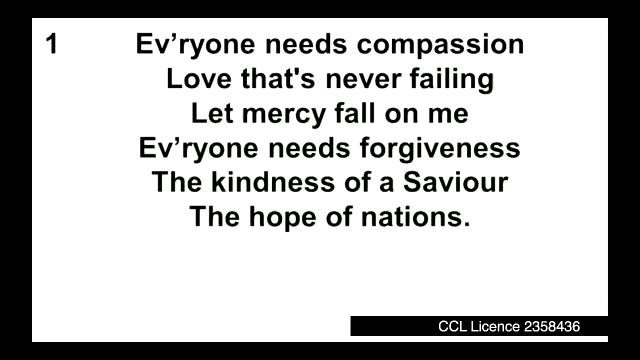 1 Ev’ryone needs compassion
Love that's never failing
Let mercy fall on me
Ev’ryone needs forgiveness
The kindness of a Saviour
The hope of nations.
CCL Licence 2358436